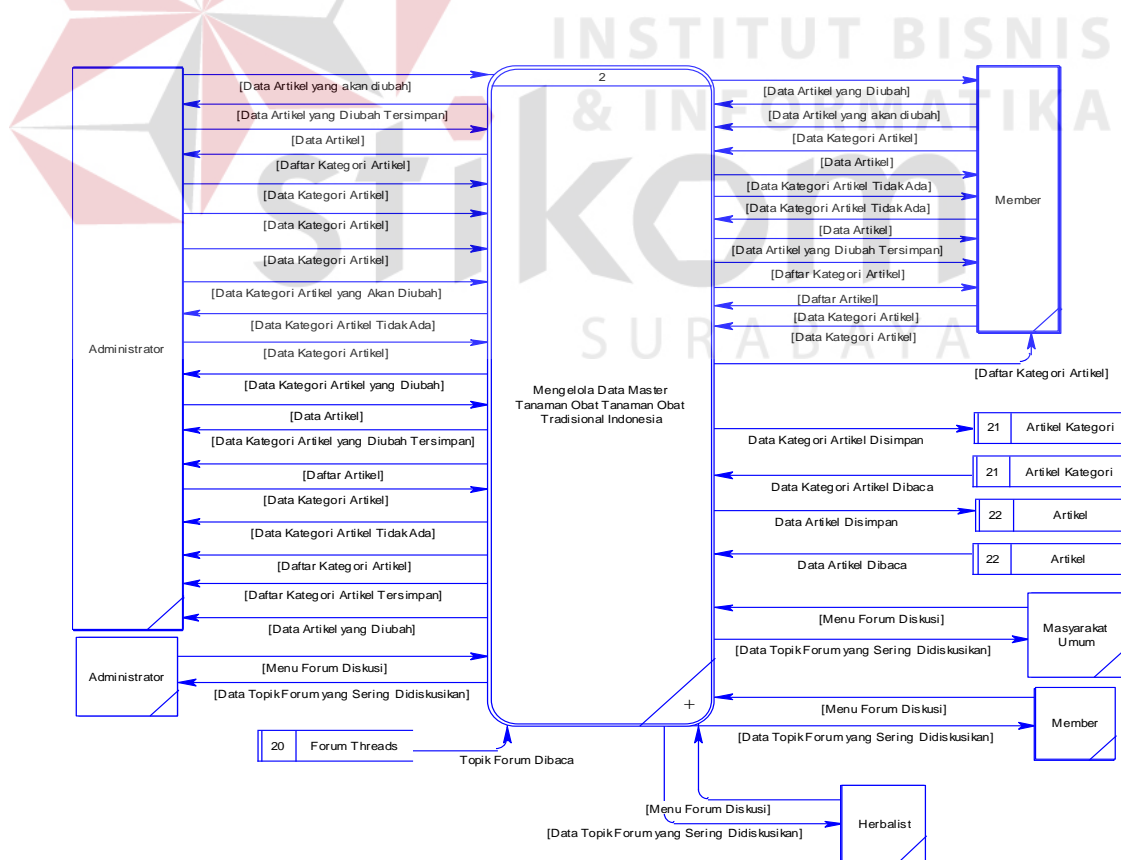 INSTITUT BISNIS
& INFORMATIKA
stikom
SURABAYA
Administrator
[Data Artikel yang akan diubah]
[Data Artikel yang Diubah Tersimpan]
[Data Artikel]
[Daftar Kategori Artikel]
[Data Kategori Artikel]
[Data Kategori Artikel]
[Data Kategori Artikel]
[Data Kategori Artikel yang Akan Diubah]
[Data Kategori Artikel Tidak Ada]
[Data Kategori Artikel]
[Data Kategori Artikel yang Diubah]
[Data Artikel]
[Data Kategori Artikel yang Diubah Tersimpan]
[Daftar Artikel]
[Data Kategori Artikel]
[Data Kategori Artikel Tidak Ada]
[Daftar Kategori Artikel]
[Daftar Kategori Artikel Tersimpan]
[Data Artikel yang Diubah]
Administrator
[Menu Forum Diskusi]
[Data Topik Forum yang Sering Didiskusikan]
20
Forum Threads
Topik Forum Dibaca
2
Mengelola Data Master
Tanaman Obat Tanaman Obat
Tradisional Indonesia
+
[Data Artikel yang Diubah]
[Data Artikel yang akan diubah]
[Data Kategori Artikel]
[Data Artikel]
[Data Kategori Artikel Tidak Ada]
[Data Kategori Artikel Tidak Ada]
[Data Artikel]
[Data Artikel yang Diubah Tersimpan]
[Daftar Kategori Artikel]
[Daftar Artikel]
[Data Kategori Artikel]
[Data Kategori Artikel]
Member
[Daftar Kategori Artikel]
Data Kategori Artikel Disimpan
21
Artikel Kategori
Data Kategori Artikel Dibaca
21
Artikel Kategori
Data Artikel Disimpan
22
Artikel
Data Artikel Dibaca
22
Artikel
[Menu Forum Diskusi]
[Data Topik Forum yang Sering Didiskusikan]
Masyarakat
Umum
[Menu Forum Diskusi]
[Data Topik Forum yang Sering Didiskusikan]
Member
[Menu Forum Diskusi]
[Data Topik Forum yang Sering Didiskusikan]
Herbalist